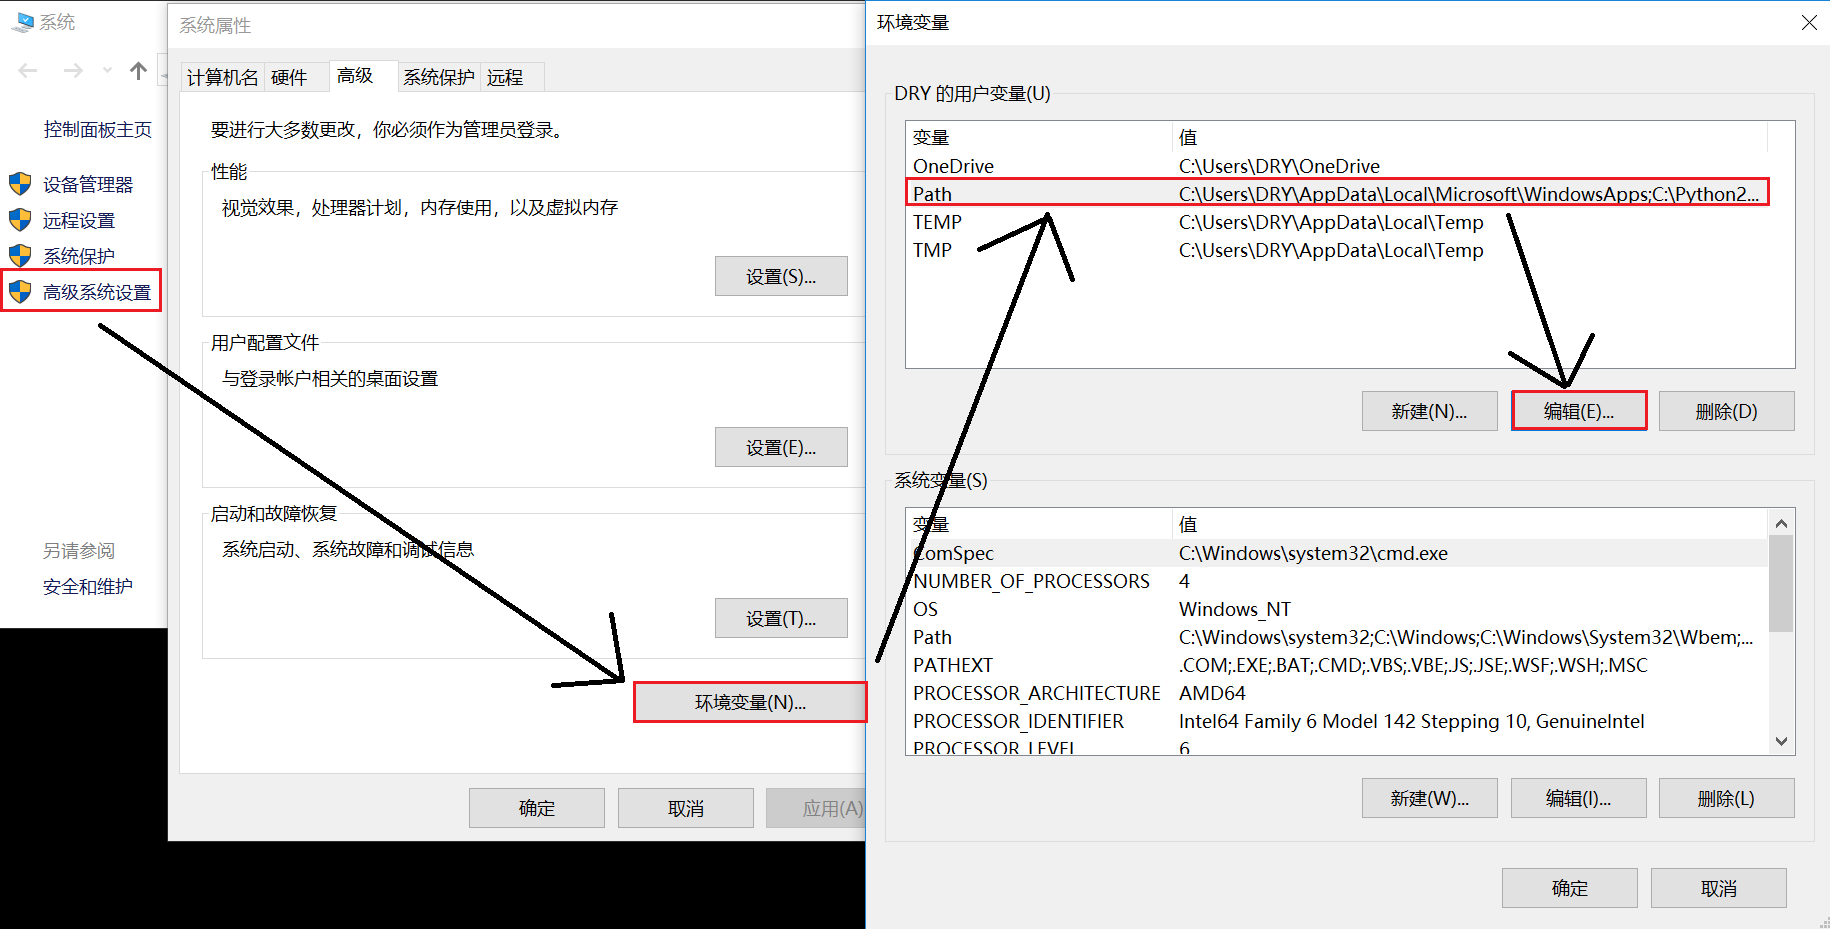 系统
控制面板主页
设备管理器
远程设置
系统保护
高级系统设置
另请参阅
安全和维护
系统属性
计算机名 硬件 高级 系统保护 远程
要进行大多数更改，你必须作为管理员登录。
性能
视觉效果，处理器计划，内存使用，以及虚拟内存
设置(S)...
用户配置文件
与登录帐户相关的桌面设置
设置(E)...
启动和故障恢复
系统启动、系统故障和调试信息
设置(T)...
环境变量(N)...
确定 取消 应用(A)
环境变量
DRY 的用户变量(U)
变量 值
OneDrive C:\Users\DRY\OneDrive
Path C:\Users\DRY\AppData\Local\Microsoft\WindowsApps;C:\Python2...
TEMP C:\Users\DRY\AppData\Local\Temp
TMP C:\Users\DRY\AppData\Local\Temp
新建(N)... 编辑(E)... 删除(D)
系统变量(S)
变量 值
ComSpec C:\Windows\system32\cmd.exe
NUMBER_OF_PROCESSORS 4
OS Windows_NT
Path C:\Windows\system32;C:\Windows;C:\Windows\System32\Wbem;...
PATHEXT .COM;.EXE;.BAT;.CMD;.VBS;.VBE;.JS;.JSE;.WSF;.WSH;.MSC
PROCESSOR_ARCHITECTURE AMD64
PROCESSOR_IDENTIFIER Intel64 Family 6 Model 142 Stepping 10, GenuineIntel
PROCESSOR_LEVEL 6
新建(W)... 编辑(I)... 删除(L)
确定 取消